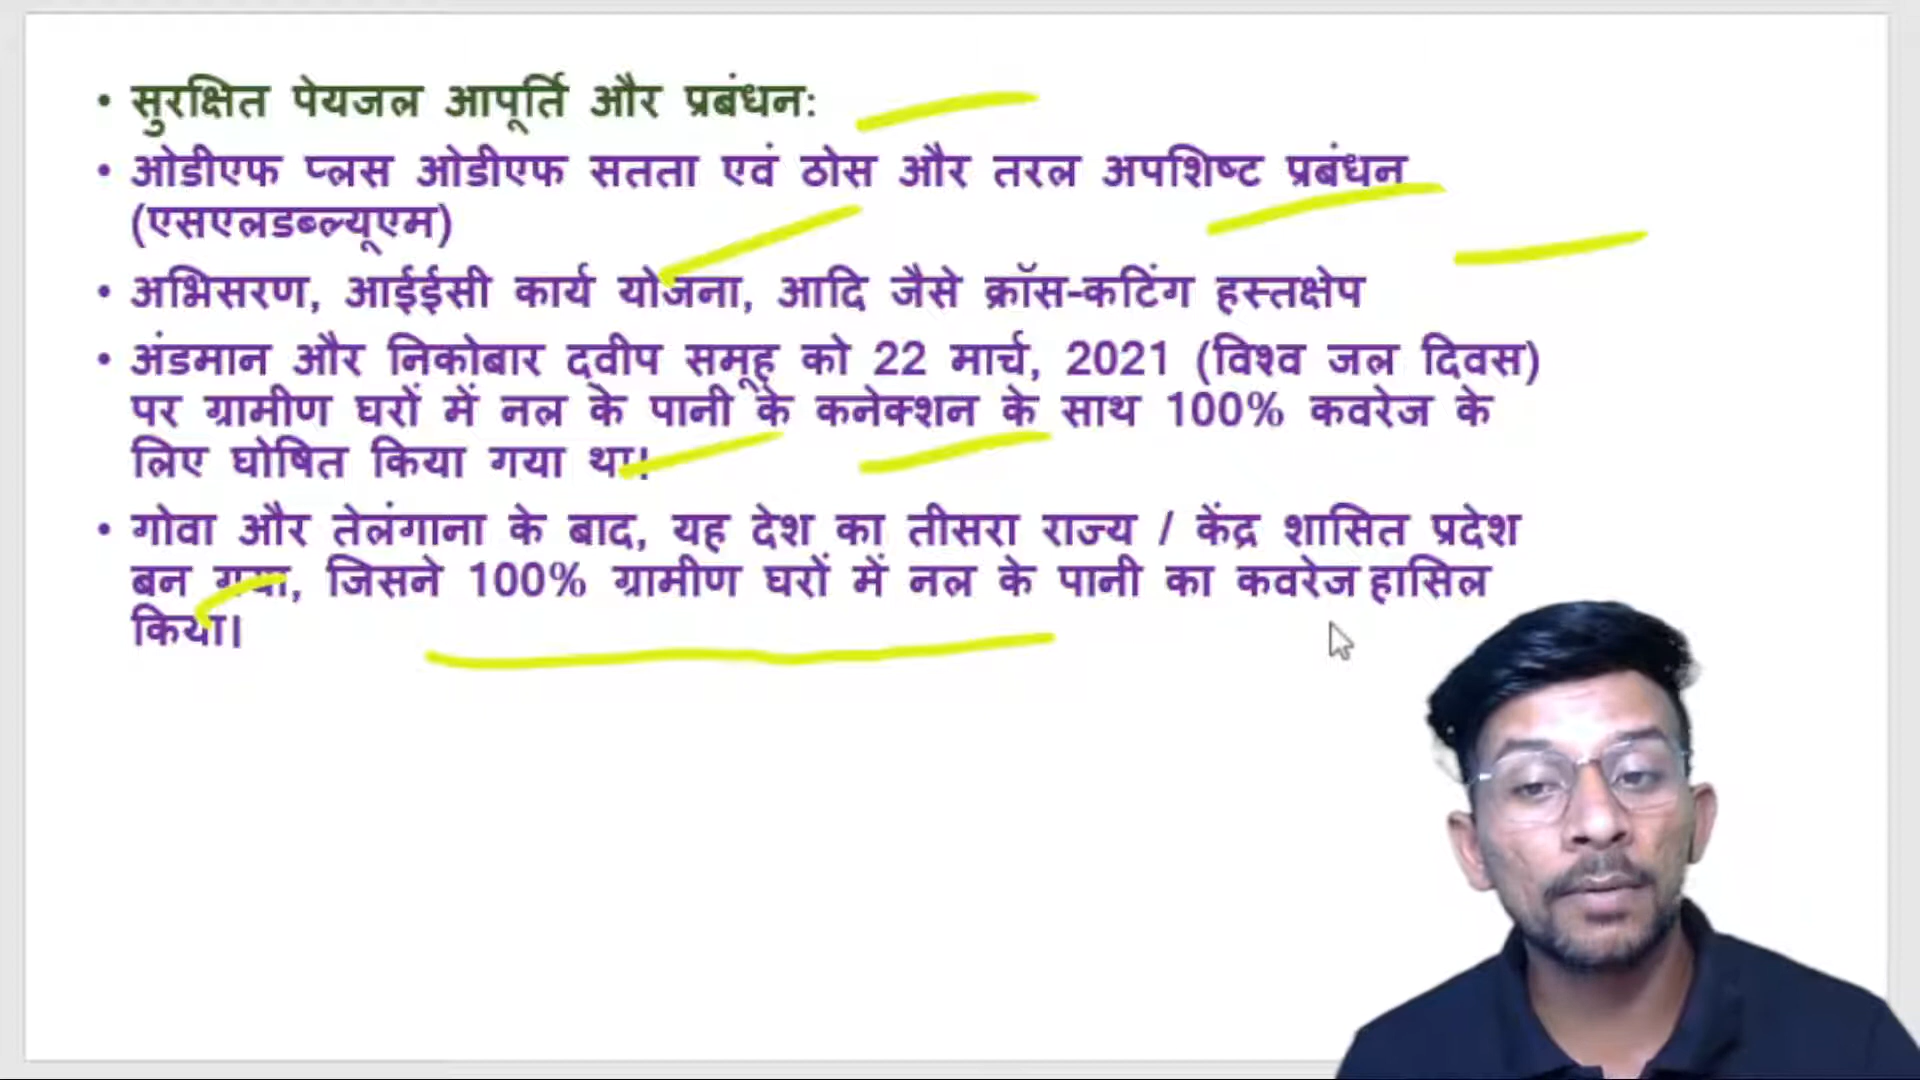 • सुरक्षित पेयजल आपूर्ति और प्रबंधन:
• ओडीएफ प्लस ओडीएफ सतता एवं ठोस और तरल अपशिष्ट प्रबंधन
(एसएलडब्ल्यूएम)
• अभिसरण, आईईसी कार्य योजना, आदि जैसे क्रॉस-कटिंग हस्तक्षेप
• अंडमान और निकोबार द्वीप समूह को 22 मार्च, 2021 (विश्व जल दिवस)
पर ग्रामीण घरों में नल के पानी के कनेक्शन के साथ 100% कवरेज के
लिए घोषित किया गया था।
• गोवा और तेलंगाना के बाद, यह देश का तीसरा राज्य / केंद्र शासित प्रदेश
बन गया, जिसने 100% ग्रामीण घरों में नल के पानी का कवरेज हासिल
किया।